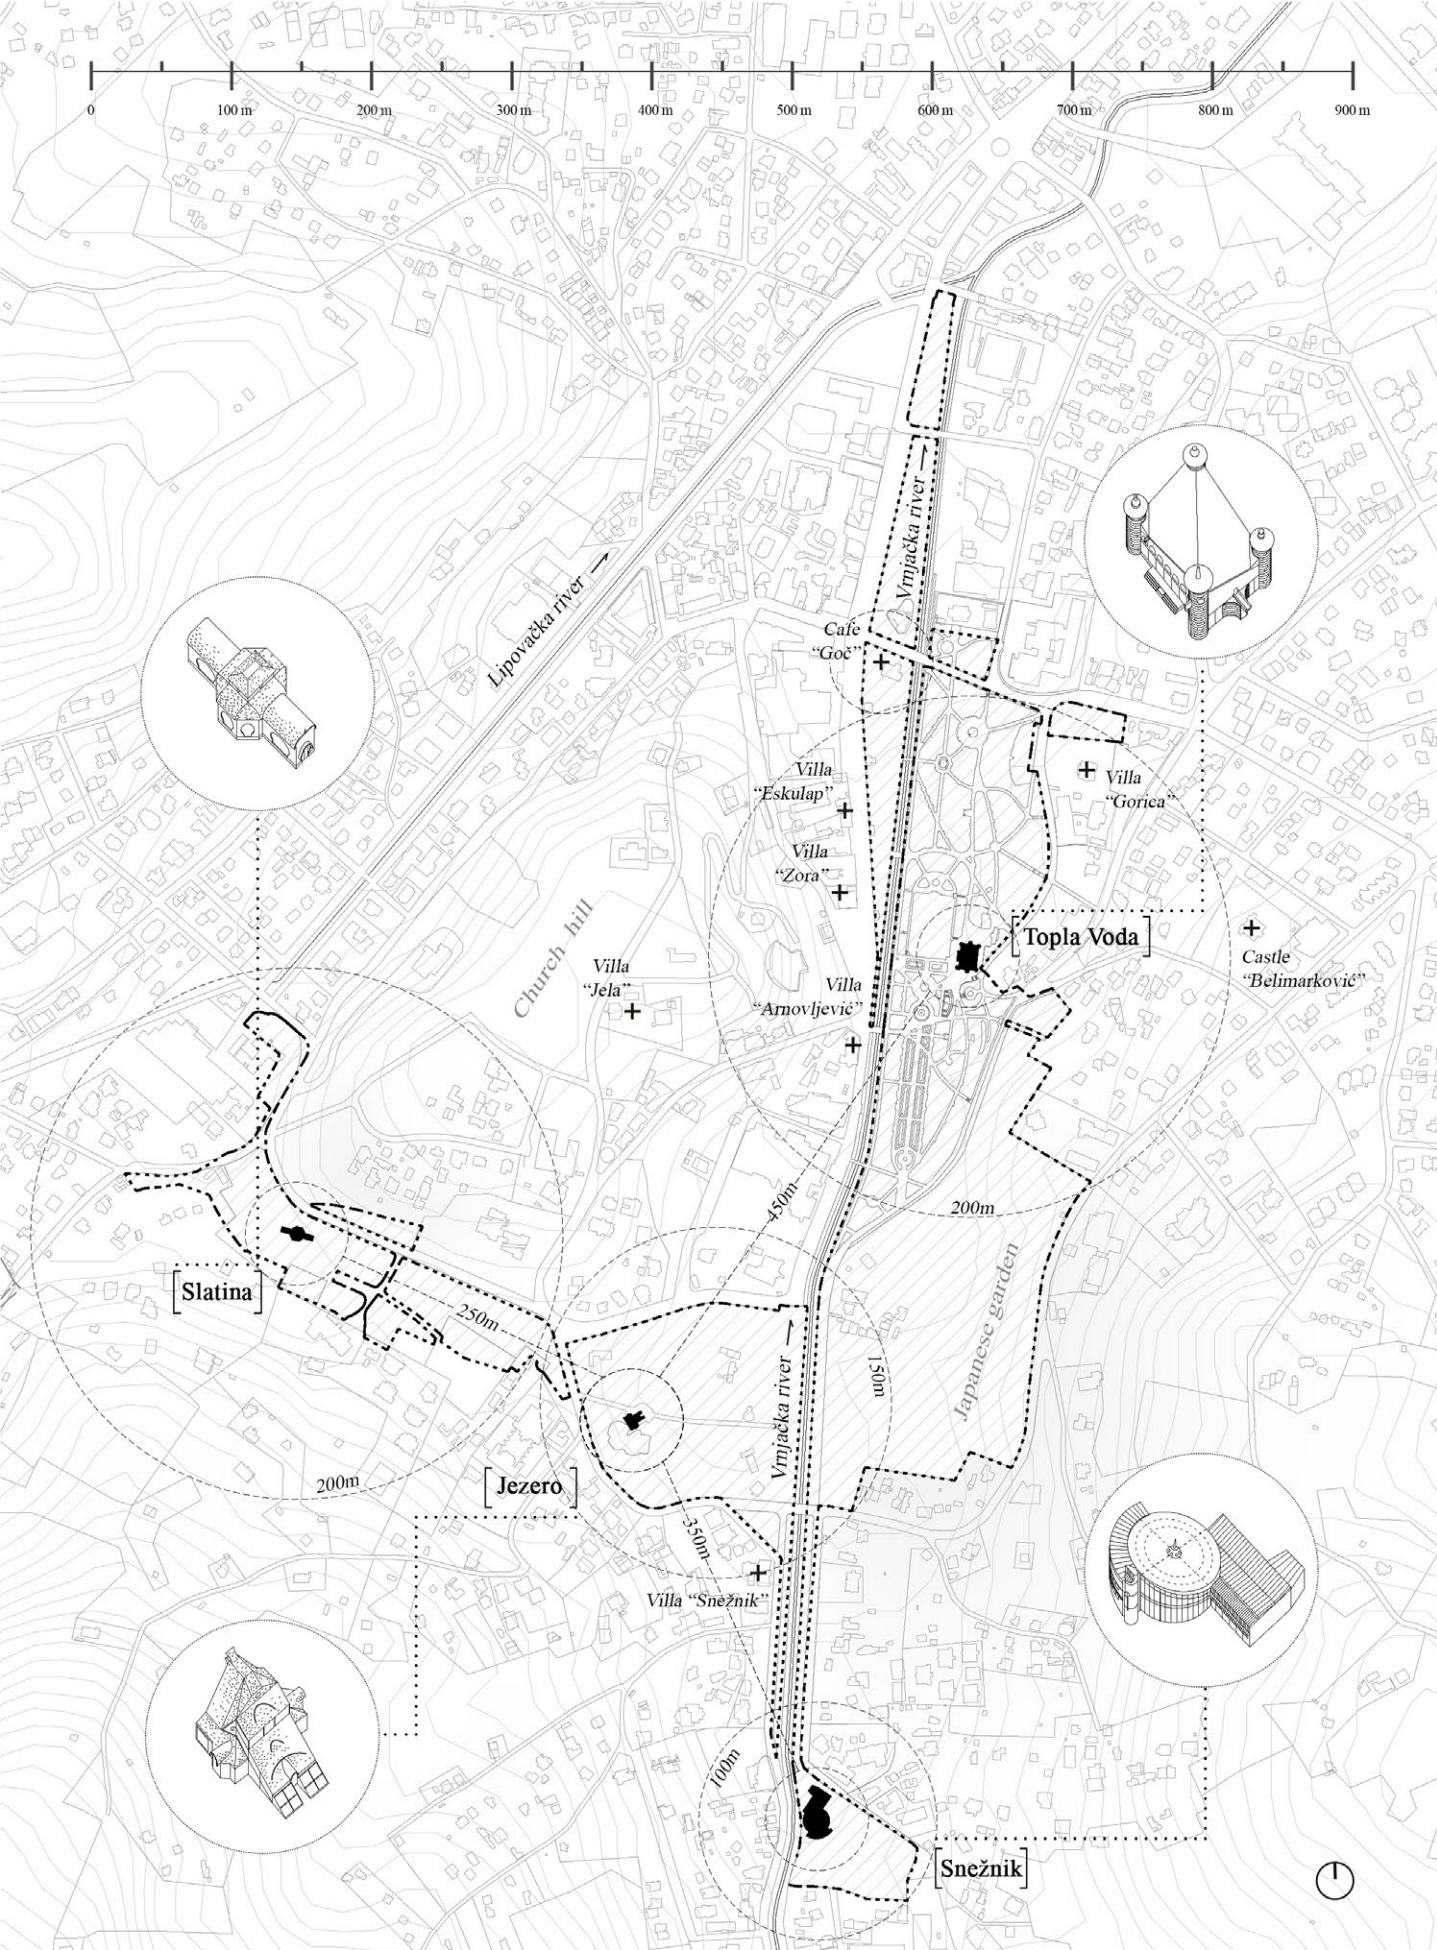 0 100 m 200 m 300 m 400 m 500 m 600 m 700 m 800 m 900 m
Vrnjačka river
Lipovačka river
Cafe
“Goč”
Villa
“Eskulap”
Villa
“Gorica”
Villa
“Zora”
Church hill
[Topla Voda]
Castle
“Belimarković”
Villa
“Jela”
Villa
“Arnovljević”
450m
200m
[Slatina]
250m
Japanese garden
150m
Vrnjačka river
200m
[Jezero]
350m
Villa “Snežnik”
100m
[Snežnik]